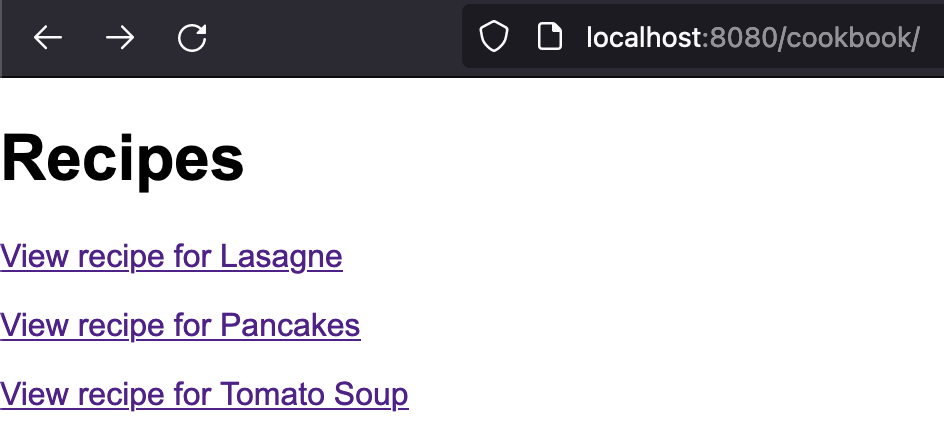 localhost:8080/cookbook/
Recipes
View recipe for Lasagne
View recipe for Pancakes
View recipe for Tomato Soup